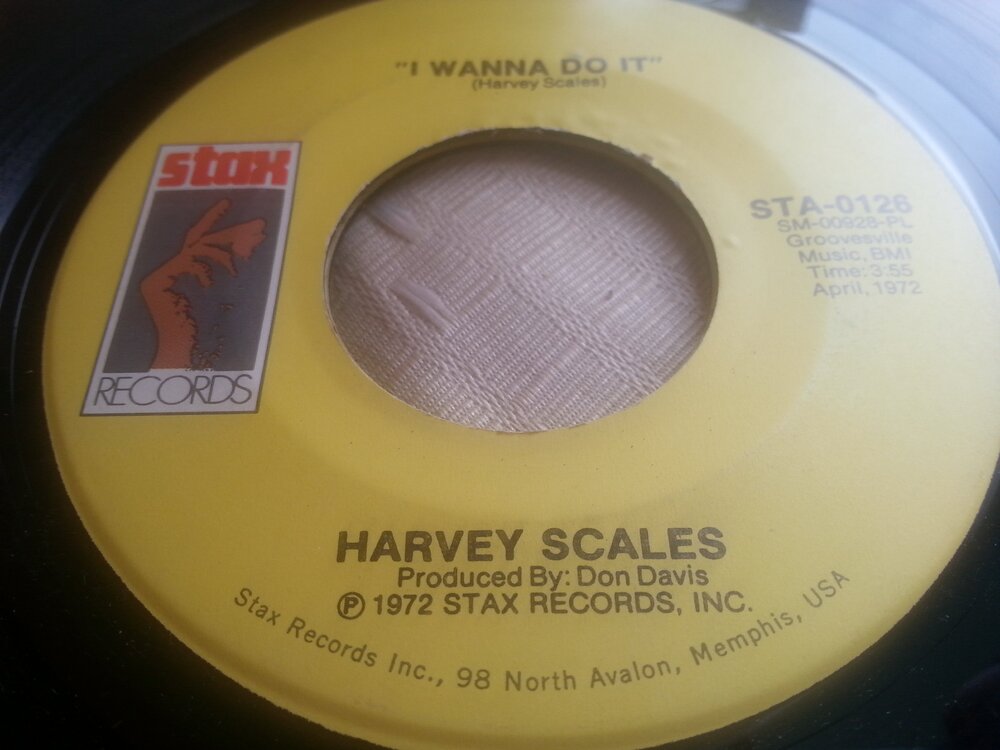 "I WANNA DO IT"
(Harvey Scales)
stax
RECORDS
STA-0126
SM-00928-PL
Groovesville
Music, BMI
Time: 3:55
April, 1972
HARVEY SCALES
Produced By: Don Davis
℗ 1972 STAX RECORDS, INC.
Stax Records Inc., 98 North Avalon, Memphis, USA